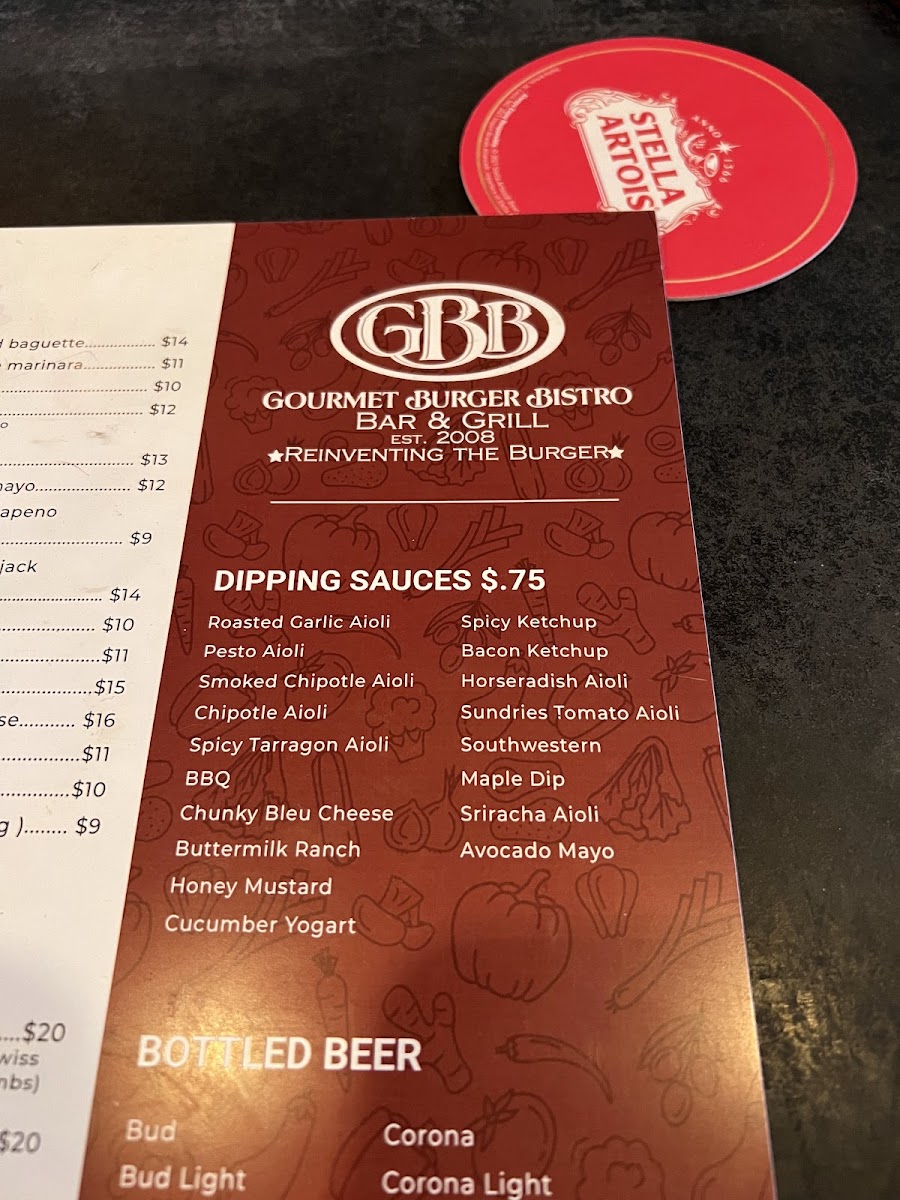 STELLA
ARTOIS
ANNO 1366
d baguette.................. $14
marinara.................. $11
$10
$12
o
$13
mayo...................... $12
apeno
$9
jack
$14
$10
$11
$15
se........... $16
$11
$10
g )........ $9
....$20
wiss
mbs)
$20
GBB
GOURMET BURGER BISTRO
BAR & GRILL
EST. 2008
★REINVENTING THE BURGER★
DIPPING SAUCES $.75
Roasted Garlic Aioli
Pesto Aioli
Smoked Chipotle Aioli
Chipotle Aioli
Spicy Tarragon Aioli
BBQ
Chunky Bleu Cheese
Buttermilk Ranch
Honey Mustard
Cucumber Yogart
Spicy Ketchup
Bacon Ketchup
Horseradish Aioli
Sundries Tomato Aioli
Southwestern
Maple Dip
Sriracha Aioli
Avocado Mayo
BOTTLED BEER
Bud
Bud Light
Corona
Corona Light